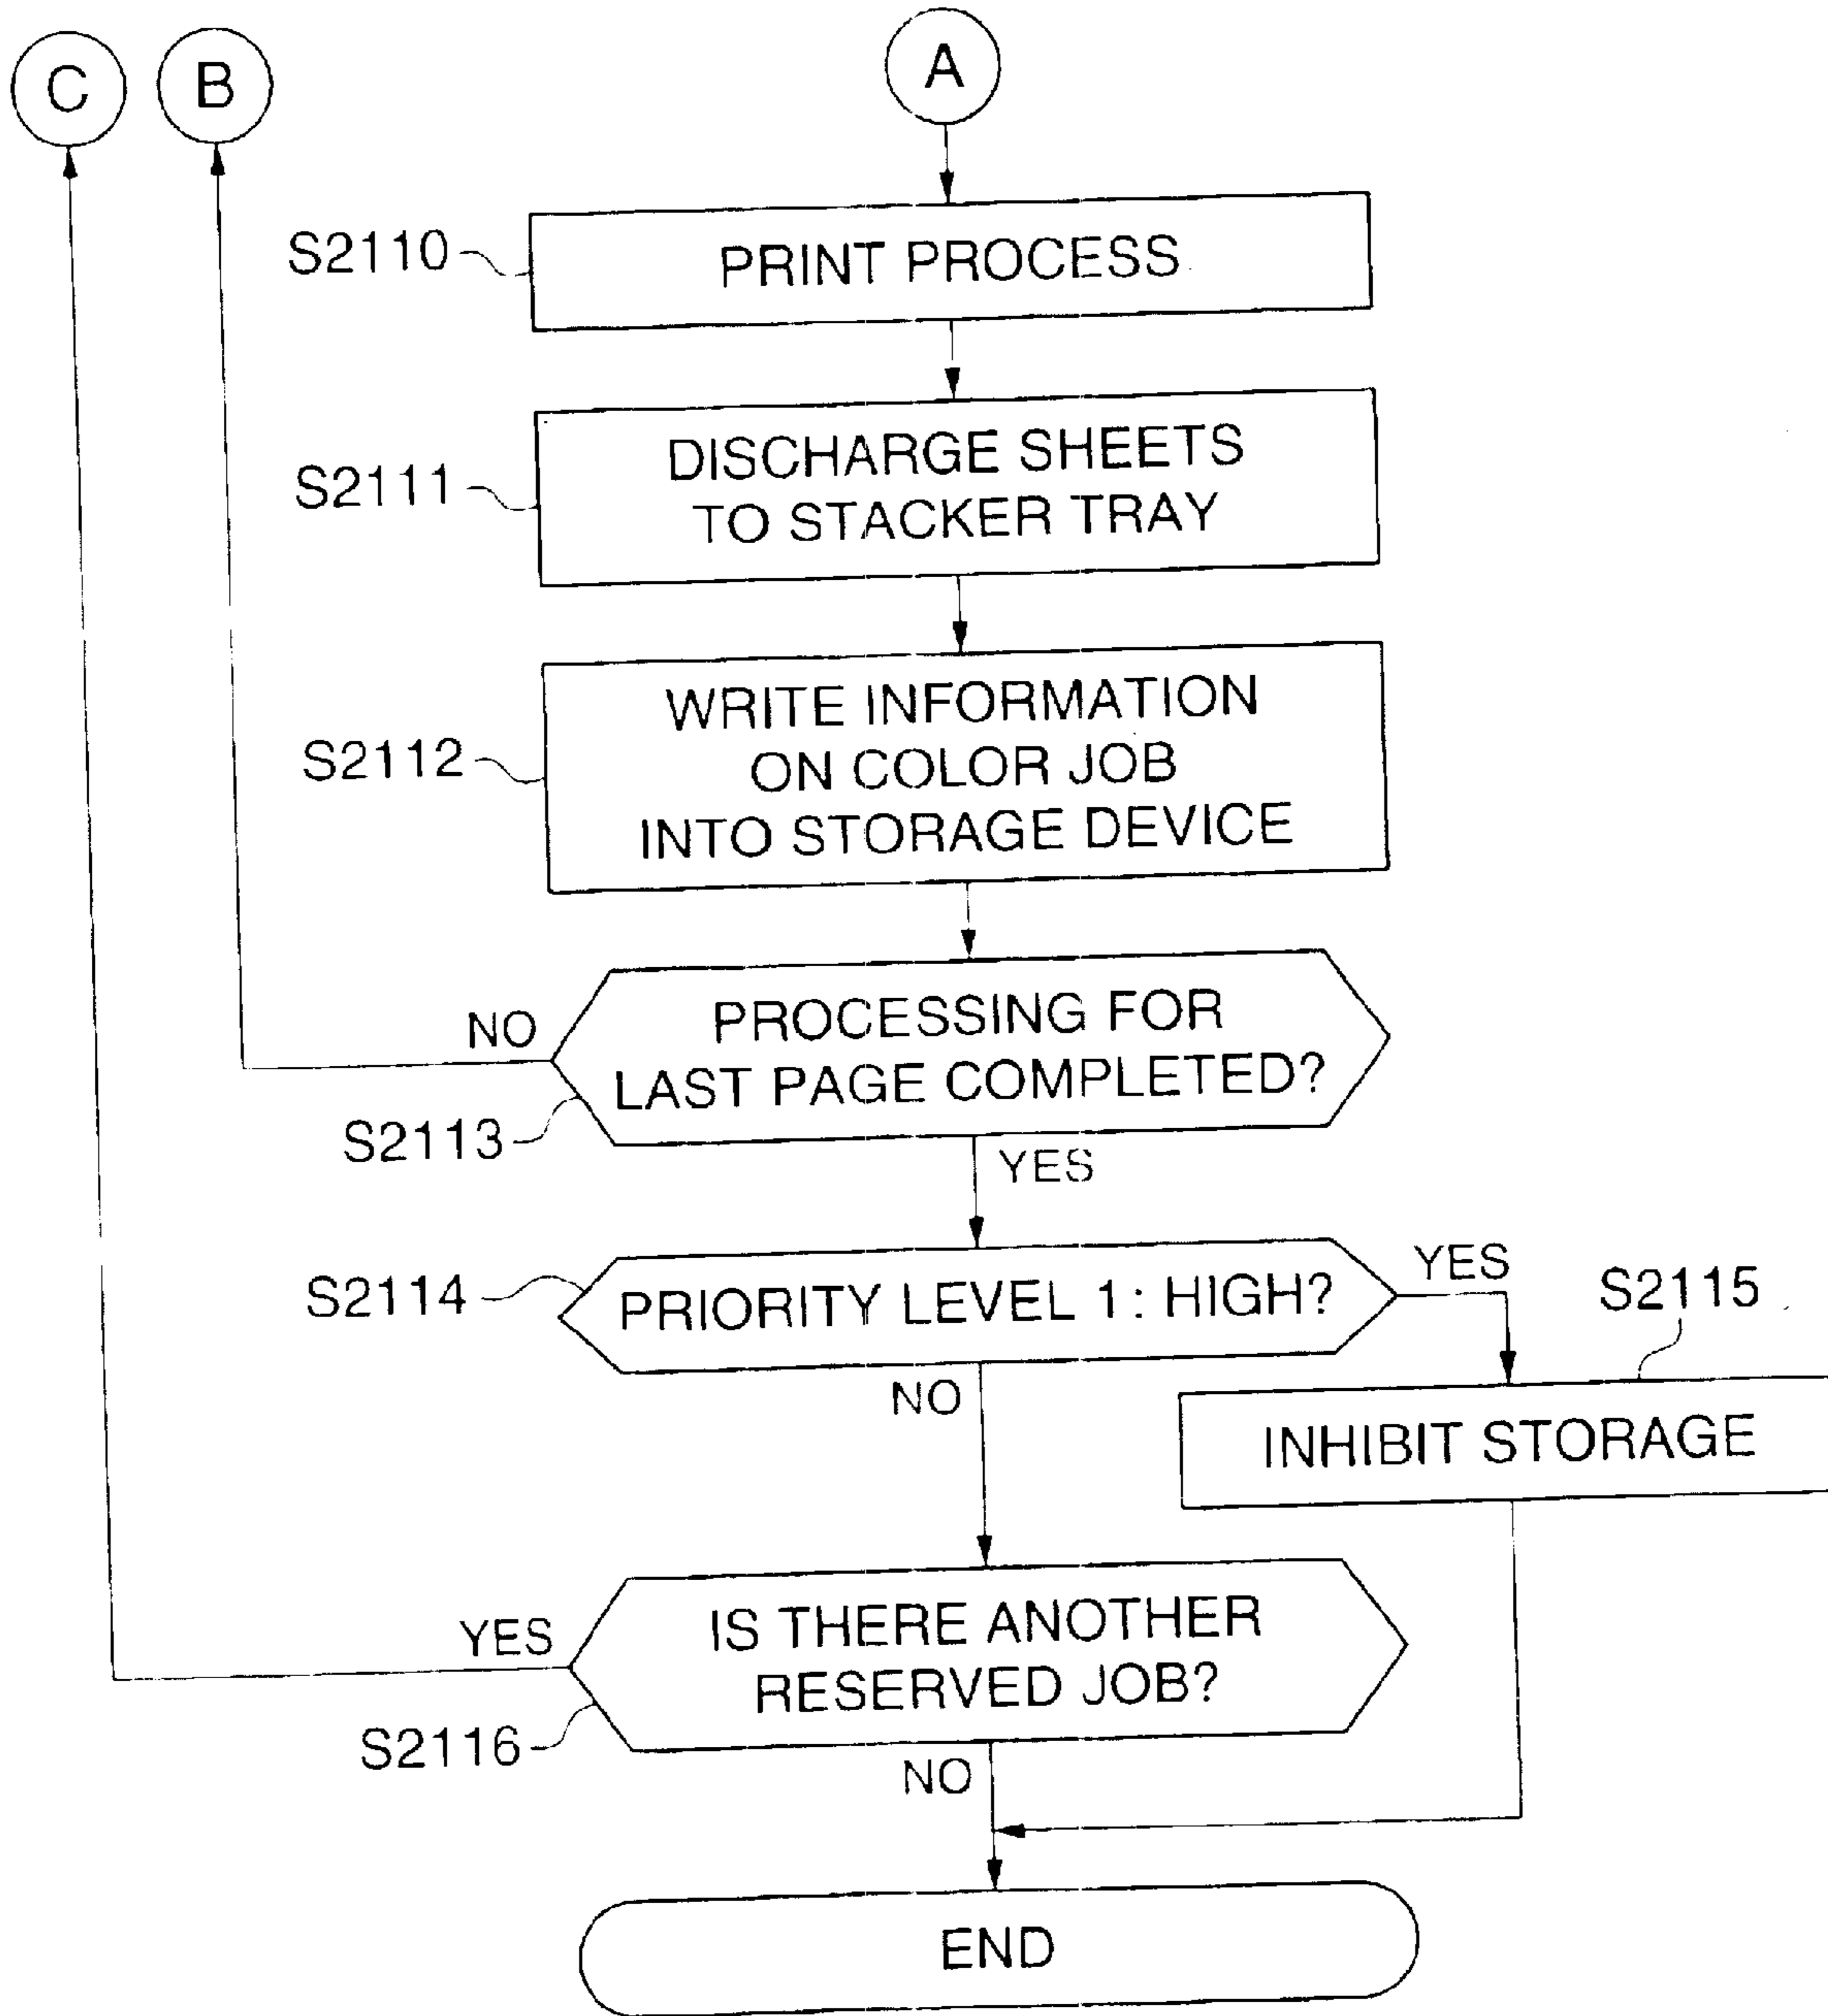 C
B
A
S2110
PRINT PROCESS
S2111
DISCHARGE SHEETS
TO STACKER TRAY
S2112
WRITE INFORMATION
ON COLOR JOB
INTO STORAGE DEVICE
NO
PROCESSING FOR
LAST PAGE COMPLETED?
S2113
YES
S2114
PRIORITY LEVEL 1 : HIGH?
YES
S2115
NO
INHIBIT STORAGE
YES
IS THERE ANOTHER
RESERVED JOB?
S2116
NO
END